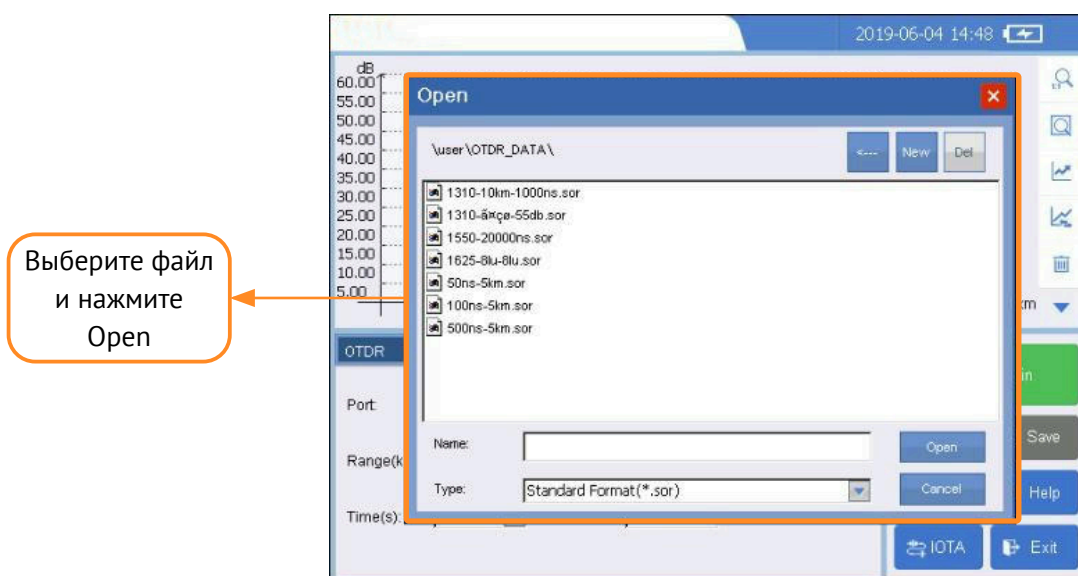 2019-06-04 14:48
dB
60.00
55.00
50.00
45.00
40.00
35.00
30.00
25.00
20.00
15.00
10.00
5.00
Open
\user\OTDR_DATA\
<---
New
Del
1310-10km-1000ns.sor
1310-ã¤çø-55db.sor
1550-20000ns.sor
1625-8lu-8lu.sor
50ns-5km.sor
100ns-5km.sor
500ns-5km.sor
Name:
Open
Type:
Standard Format(*.sor)
Cancel
Выберите файл
и нажмите
Open
OTDR
Port:
Range(k
Time(s):
Save
Help
IOTA
Exit